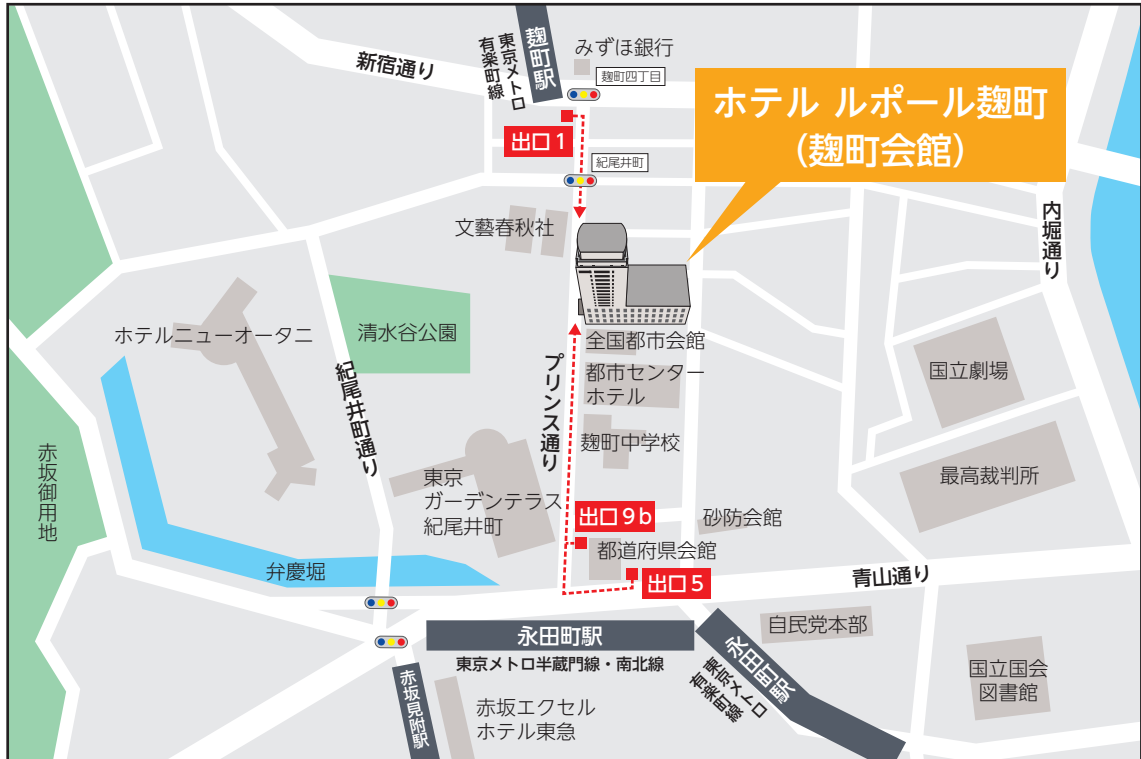 麹町駅
東京メトロ
有楽町線
みずほ銀行
新宿通り
麹町四丁目
ホテル ルポール麹町
(麹町会館)
出口1
紀尾井町
文藝春秋社
内堀通り
ホテルニューオータニ
清水谷公園
全国都市会館
都市センター
ホテル
国立劇場
プリンス通り
紀尾井町通り
麹町中学校
赤坂御用地
東京
ガーデンテラス
紀尾井町
最高裁判所
出口9b
砂防会館
都道府県会館
弁慶堀
出口5
青山通り
永田町駅
東京メトロ半蔵門線・南北線
自民党本部
永田町駅
東京メトロ
有楽町線
国立国会
図書館
赤坂見附駅
赤坂エクセル
ホテル東急